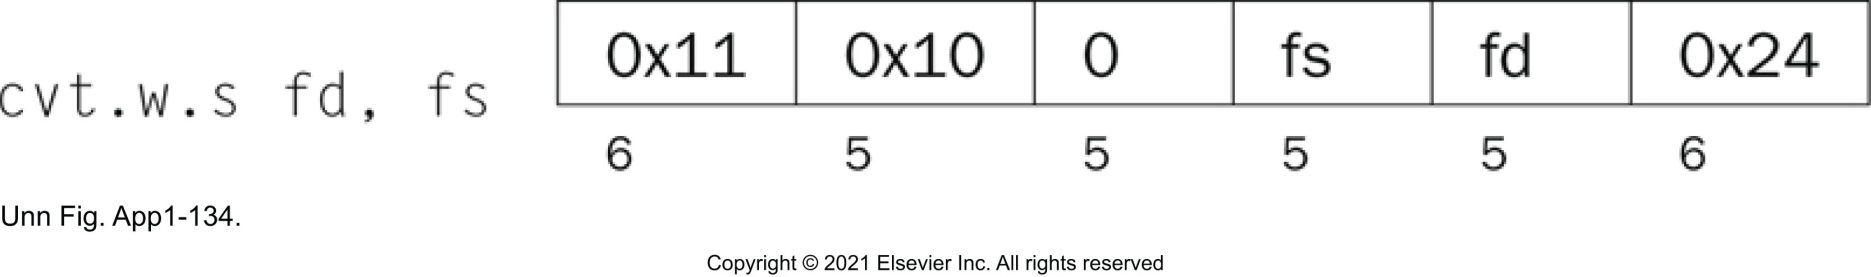 cvt.w.s fd, fs 0x11 0x10 0 fs fd 0x24
6 5 5 5 5 6
Unn Fig. App1-134.
Copyright © 2021 Elsevier Inc. All rights reserved